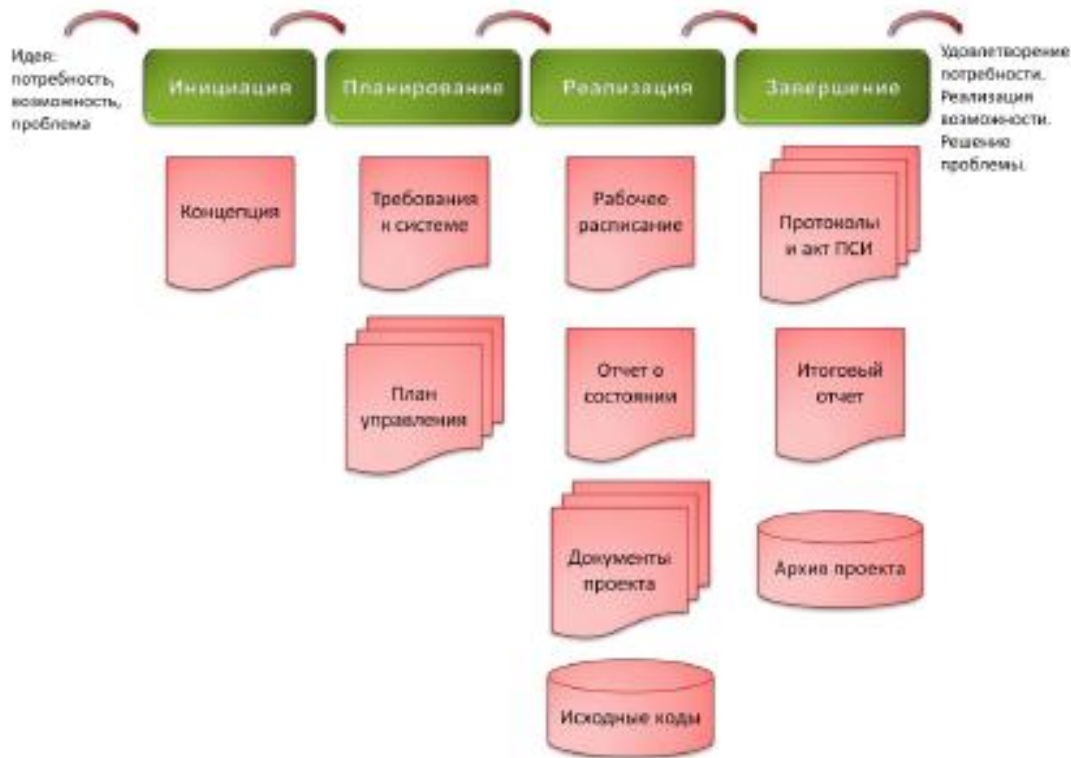 Идея:
потребность,
возможность,
проблема
Инициация
Планирование
Реализация
Завершение
Удовлетворение
потребности.
Реализация
возможности.
Решение
проблемы.
Концепция
Требования
к системе
Рабочее
расписание
Протоколы
и акт ПСИ
План
управления
Отчет о
состоянии
Итоговый
отчет
Документы
проекта
Архив проекта
Исходные коды